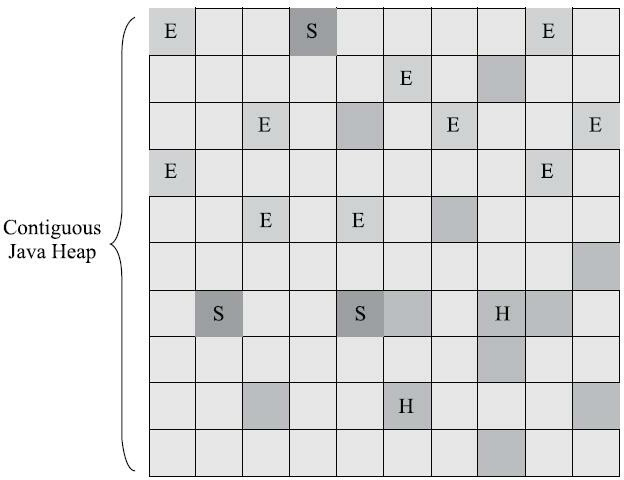 E S E
E
E E E
E E
E E
Contiguous
Java Heap
S S H
H